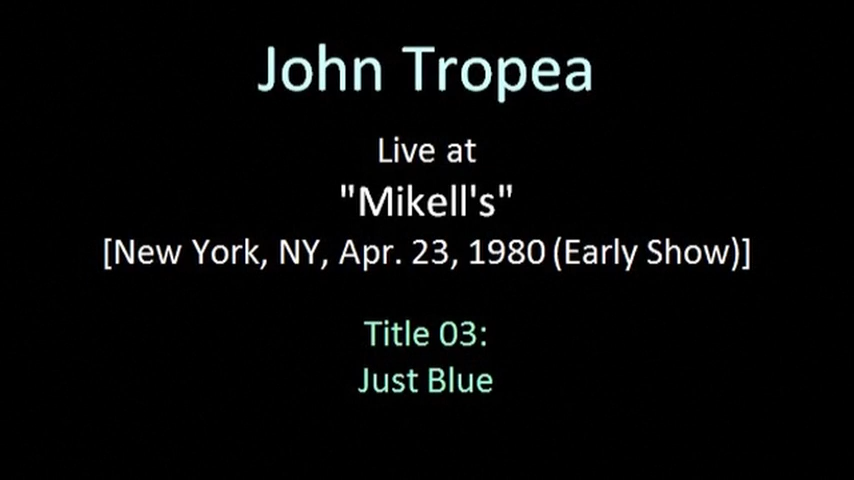 John Tropea
Live at
"Mikell's"
[New York, NY, Apr. 23, 1980 (Early Show)]
Title 03:
Just Blue